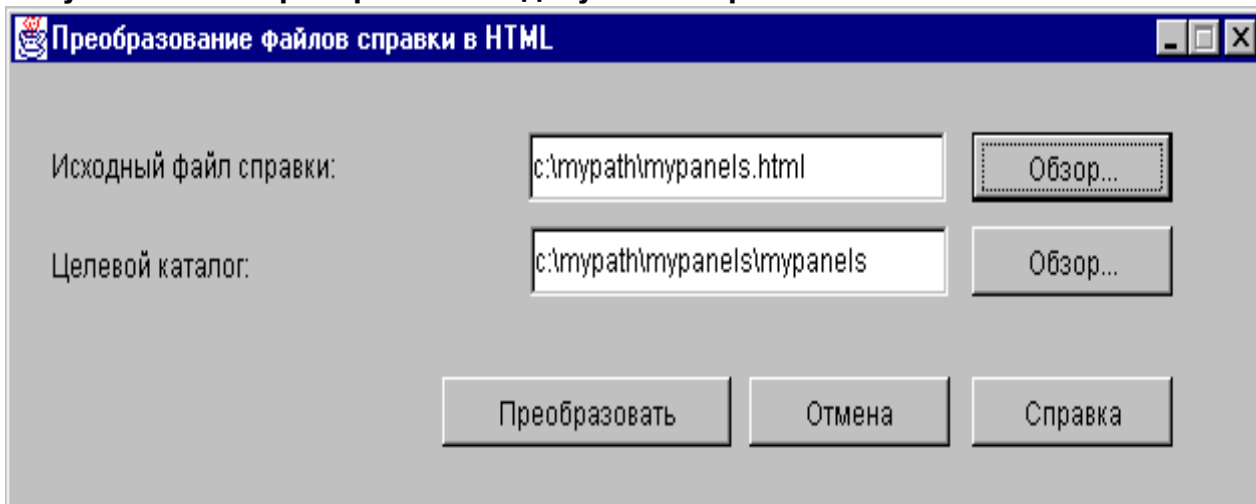 Преобразование файлов справки в HTML
Исходный файл справки: c:\mypath\mypanels.html Обзор...
Целевой каталог: c:\mypath\mypanels\mypanels Обзор...
Преобразовать Отмена Справка